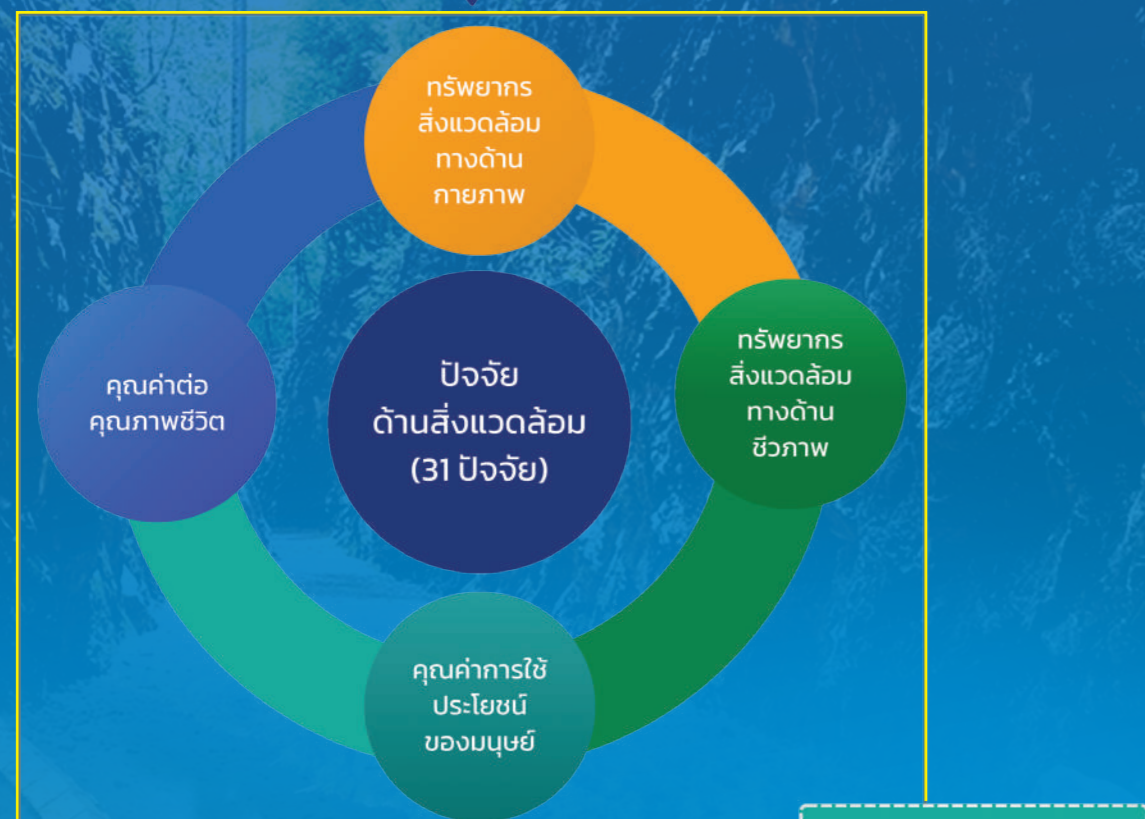 ทรัพยากร
สิ่งแวดล้อม
ทางด้าน
กายภาพ
ทรัพยากร
สิ่งแวดล้อม
ทางด้าน
ชีวภาพ
ปัจจัย
ด้านสิ่งแวดล้อม
(31 ปัจจัย)
คุณค่าต่อ
คุณภาพชีวิต
คุณค่าการใช้
ประโยชน์
ของมนุษย์